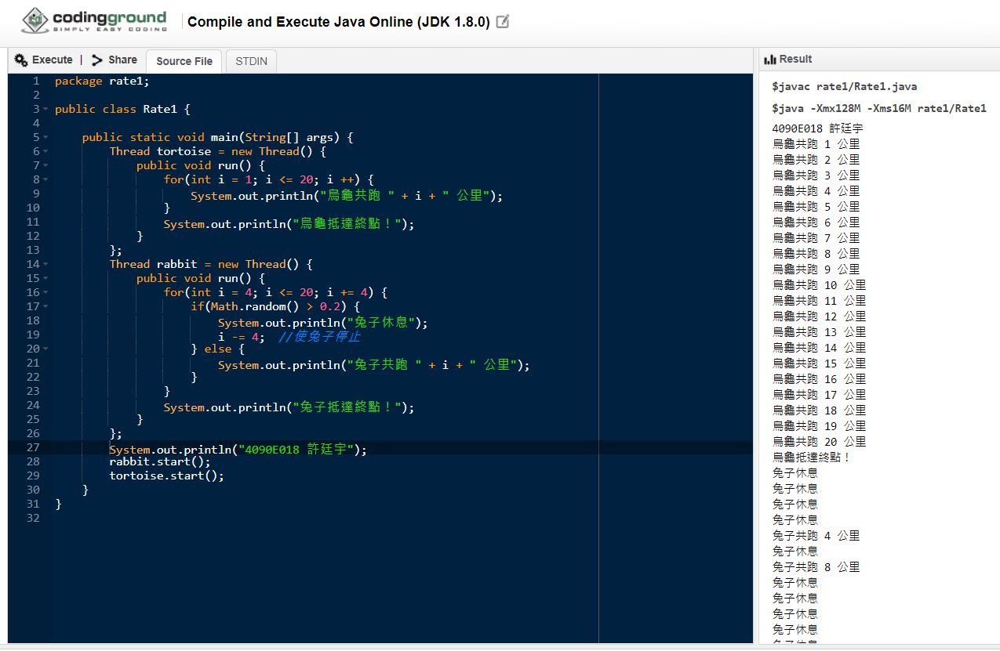 codingground
SIMPLY EASY CODING
Compile and Execute Java Online (JDK 1.8.0)
Execute | Share Source File STDIN
1 package rate1;
2
3 public class Rate1 {
4
5     public static void main(String[] args) {
6         Thread tortoise = new Thread() {
7             public void run() {
8                 for(int i = 1; i <= 20; i ++) {
9                     System.out.println("烏龜共跑 " + i + " 公里");
10                 }
11                 System.out.println("烏龜抵達終點！");
12             }
13         };
14         Thread rabbit = new Thread() {
15             public void run() {
16                 for(int i = 4; i <= 20; i += 4) {
17                     if(Math.random() > 0.2) {
18                         System.out.println("兔子休息");
19                         i -= 4;  //使兔子停止
20                     } else {
21                         System.out.println("兔子共跑 " + i + " 公里");
22                     }
23                 }
24                 System.out.println("兔子抵達終點！");
25             }
26         };
27         System.out.println("4090E018 許廷宇");
28         rabbit.start();
29         tortoise.start();
30     }
31 }
32
Result
$javac rate1/Rate1.java
$java -Xmx128M -Xms16M rate1/Rate1
4090E018 許廷宇
烏龜共跑 1 公里
烏龜共跑 2 公里
烏龜共跑 3 公里
烏龜共跑 4 公里
烏龜共跑 5 公里
烏龜共跑 6 公里
烏龜共跑 7 公里
烏龜共跑 8 公里
烏龜共跑 9 公里
烏龜共跑 10 公里
烏龜共跑 11 公里
烏龜共跑 12 公里
烏龜共跑 13 公里
烏龜共跑 14 公里
烏龜共跑 15 公里
烏龜共跑 16 公里
烏龜共跑 17 公里
烏龜共跑 18 公里
烏龜共跑 19 公里
烏龜共跑 20 公里
烏龜抵達終點！
兔子休息
兔子休息
兔子休息
兔子休息
兔子共跑 4 公里
兔子休息
兔子共跑 8 公里
兔子休息
兔子休息
兔子休息
兔子休息